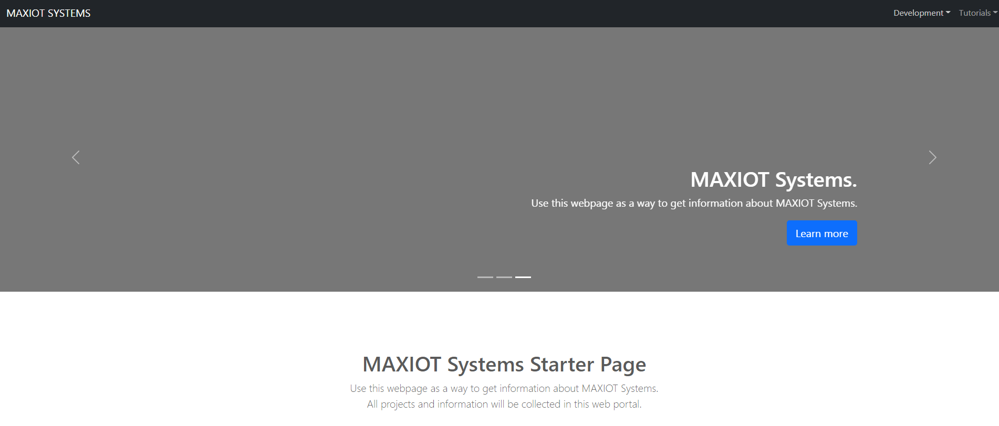 MAXIOT SYSTEMS
Development
Tutorials
MAXIOT Systems.
Use this webpage as a way to get information about MAXIOT Systems.
Learn more
MAXIOT Systems Starter Page
Use this webpage as a way to get information about MAXIOT Systems.
All projects and information will be collected in this web portal.